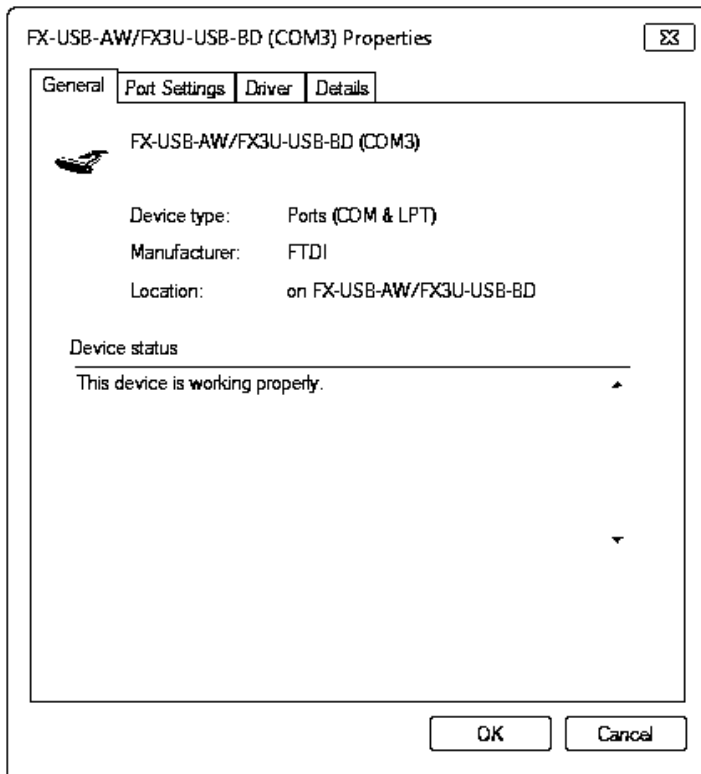 FX-USB-AW/FX3U-USB-BD (COM3) Properties
General Port Settings Driver Details
FX-USB-AW/FX3U-USB-BD (COM3)
Device type: Ports (COM & LPT)
Manufacturer: FTDI
Location: on FX-USB-AW/FX3U-USB-BD
Device status
This device is working properly.
OK Cancel